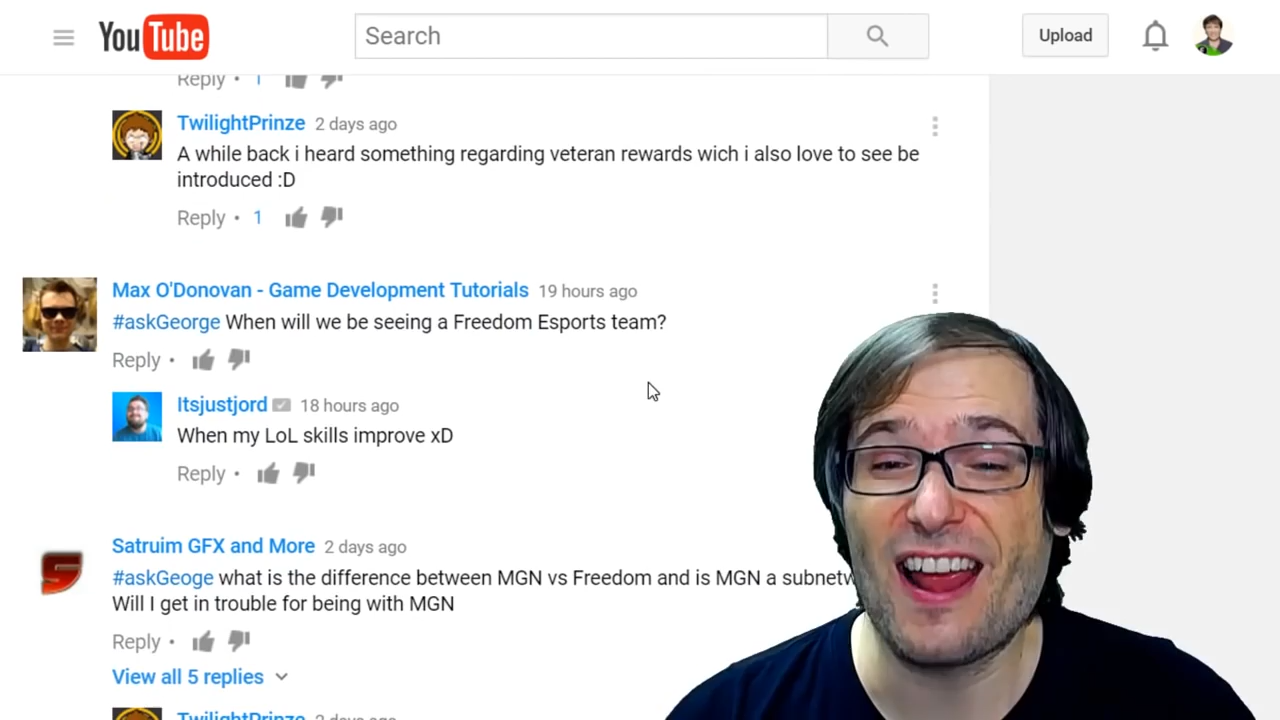 YouTube
Search
Upload
Reply • 1
TwilightPrinze 2 days ago
A while back i heard something regarding veteran rewards wich i also love to see be
introduced :D
Reply • 1
Max O'Donovan - Game Development Tutorials 19 hours ago
#askGeorge When will we be seeing a Freedom Esports team?
Reply •
Itsjustjord 18 hours ago
When my LoL skills improve xD
Reply •
Satruim GFX and More 2 days ago
#askGeoge what is the difference between MGN vs Freedom and is MGN a subnetw
Will I get in trouble for being with MGN
Reply •
View all 5 replies
TwilightPrinze 2 days ago